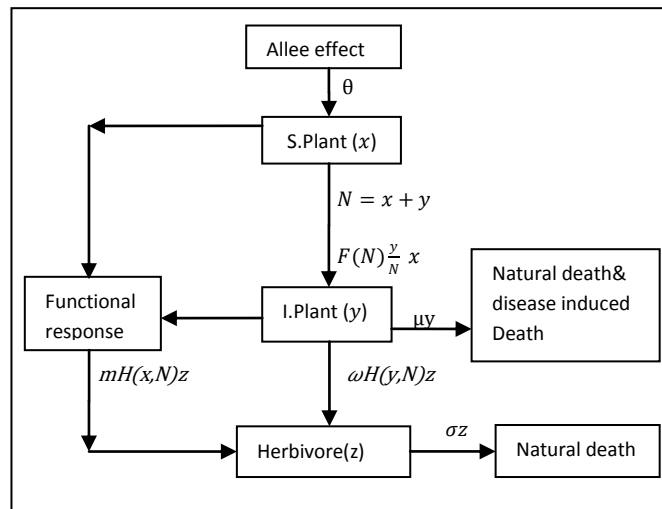 Allee effect
θ
S.Plant (x)
N = x + y
F(N) y/N x
Natural death&
disease induced
Death
Functional
response
I.Plant (y)
μy
mH(x,N)z
ωH(y,N)z
Herbivore(z)
σz
Natural death